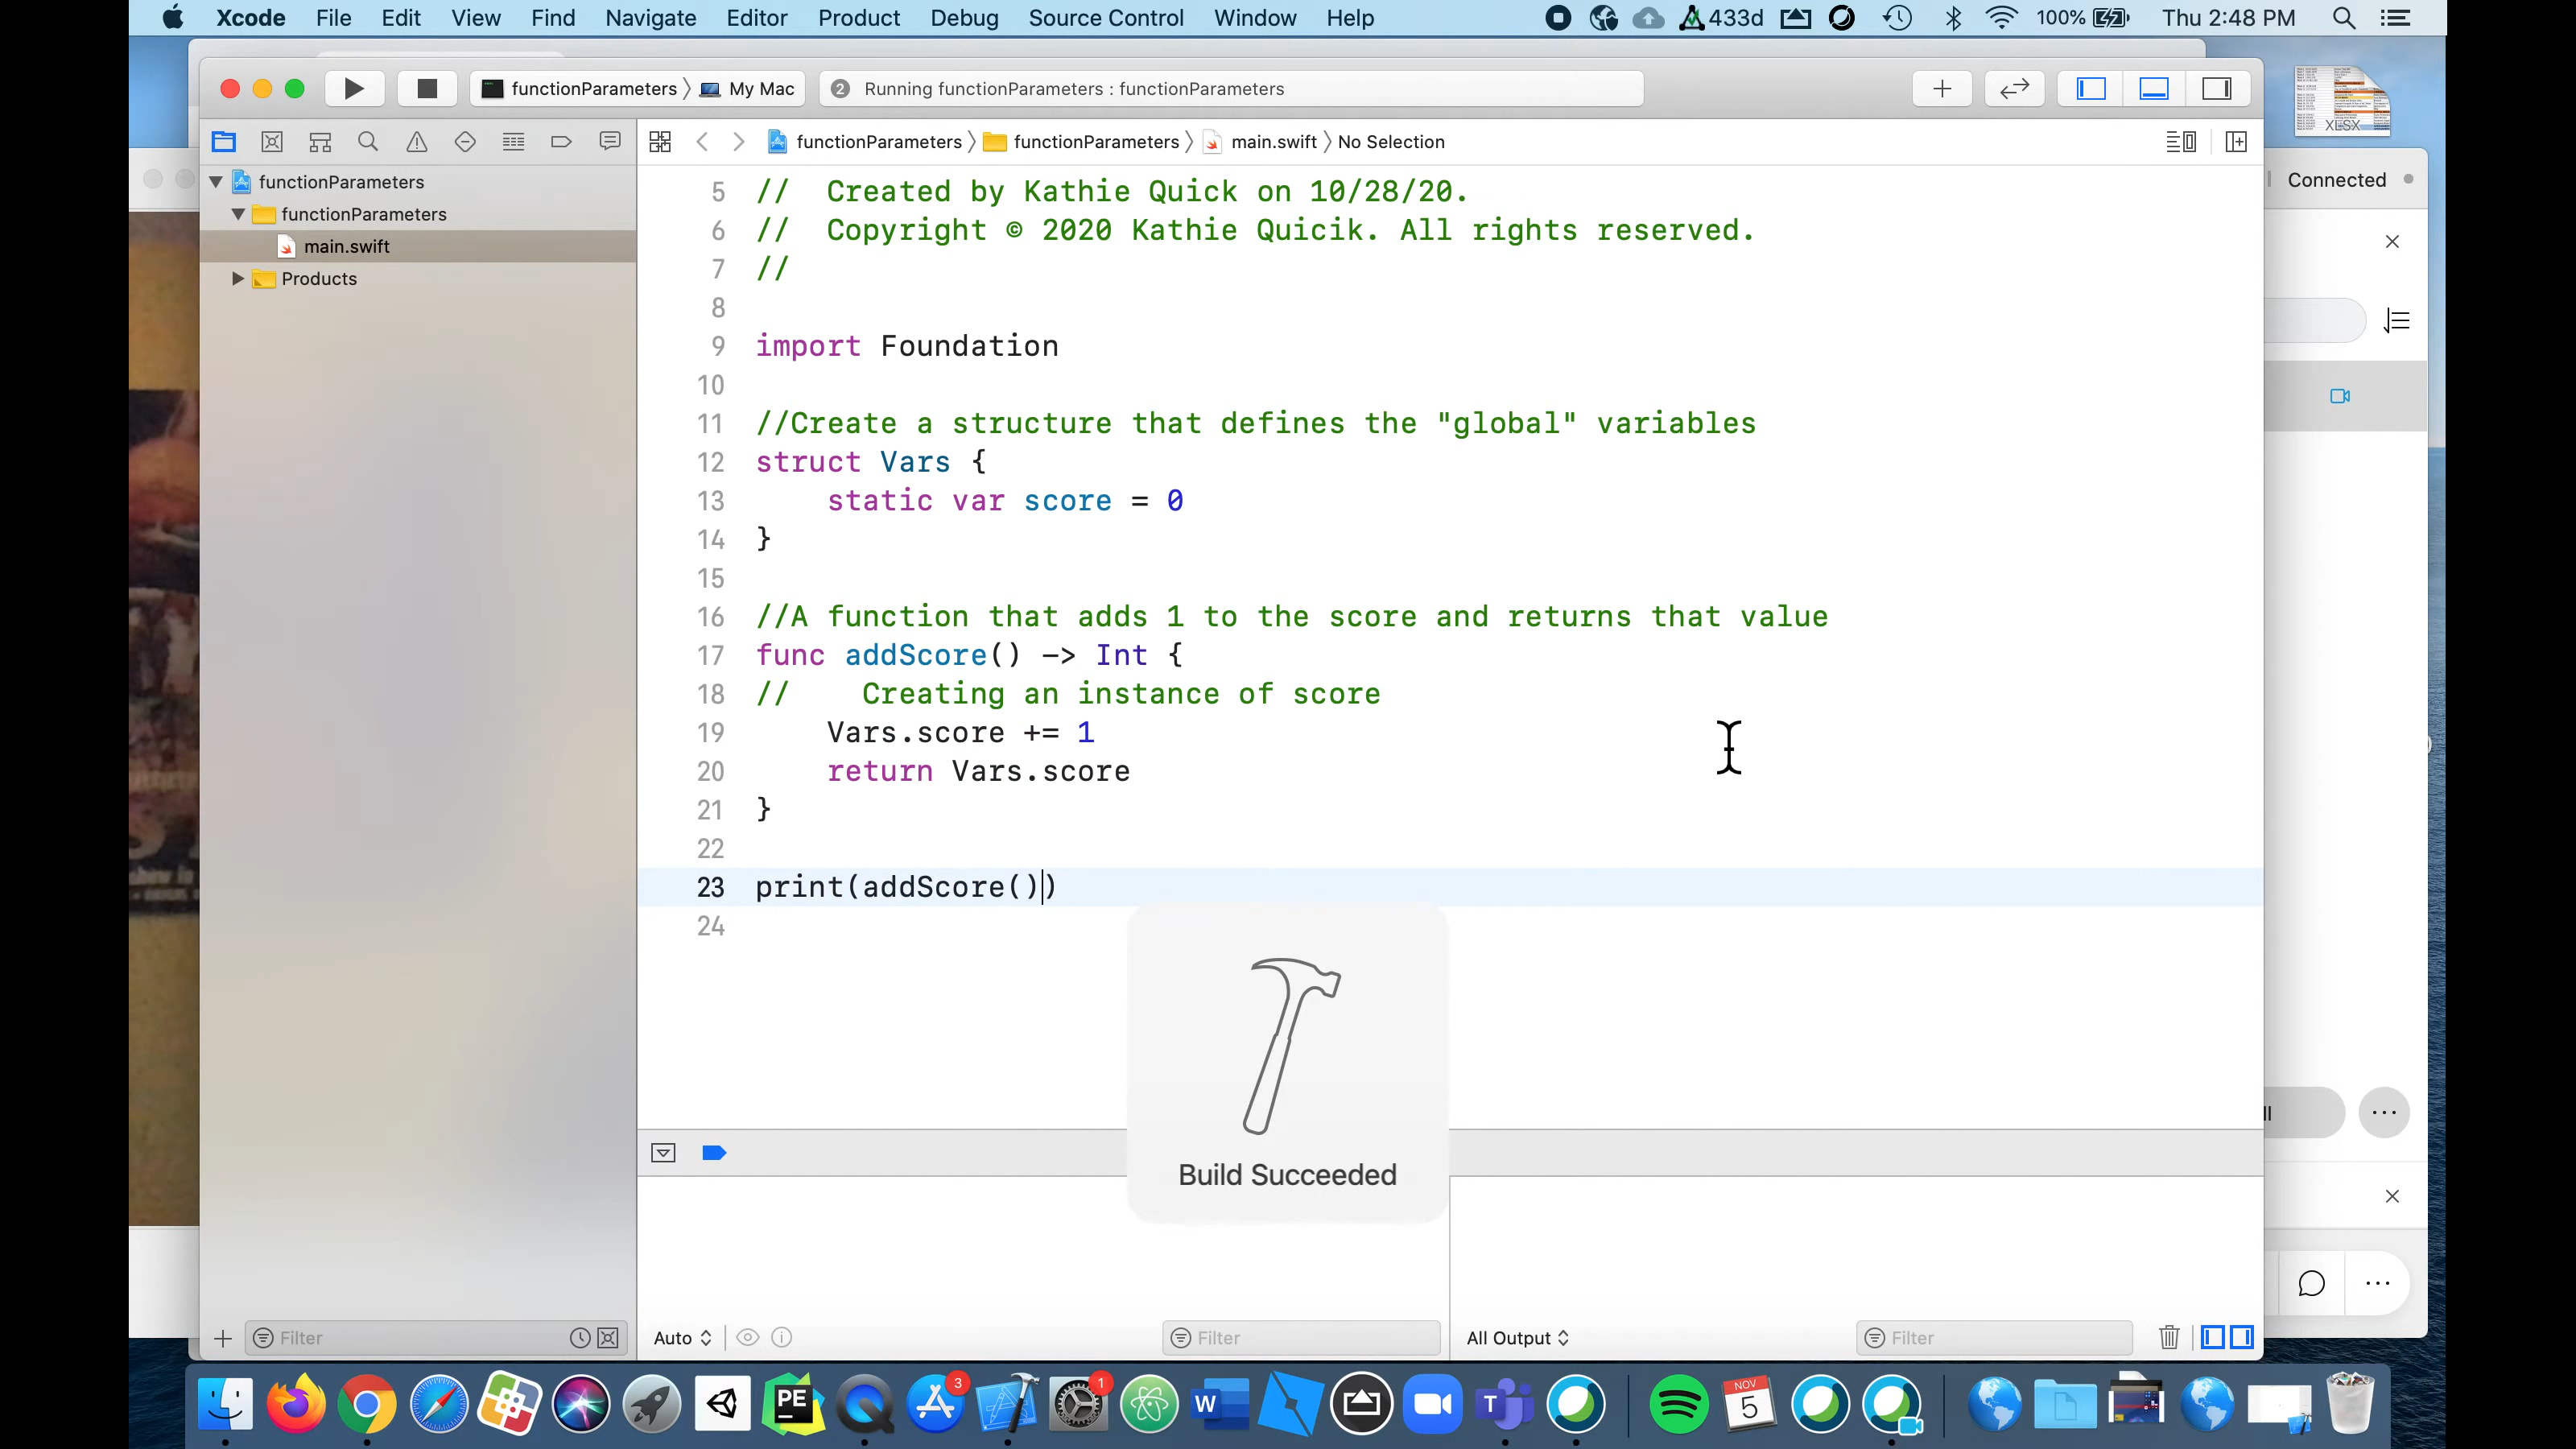 Xcode File Edit View Find Navigate Editor Product Debug Source Control Window Help 433d 100% Thu 2:48 PM
functionParameters My Mac 2 Running functionParameters : functionParameters
XLSX
functionParameters functionParameters main.swift No Selection
Connected
functionParameters
functionParameters
main.swift
Products
5 // Created by Kathie Quick on 10/28/20.
6 // Copyright © 2020 Kathie Quicik. All rights reserved.
7 //
8
9 import Foundation
10
11 //Create a structure that defines the "global" variables
12 struct Vars {
13 static var score = 0
14 }
15
16 //A function that adds 1 to the score and returns that value
17 func addScore() -> Int {
18 // Creating an instance of score
19 Vars.score += 1
20 return Vars.score
21 }
22
23 print(addScore())
24
Build Succeeded
Filter Auto Filter All Output Filter
PE 3 1 W T NOV 5